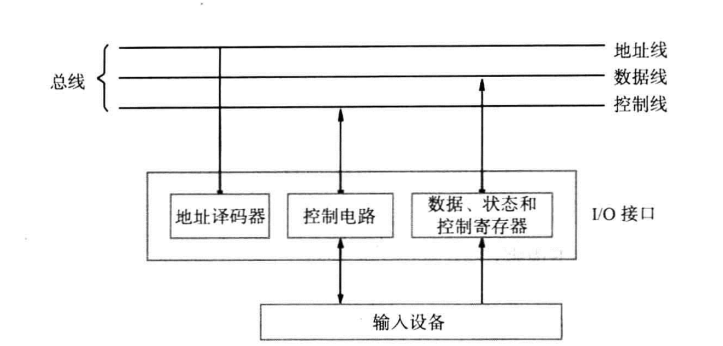 总线
地址线
数据线
控制线
地址译码器
控制电路
数据、状态和
控制寄存器
I/O 接口
输入设备